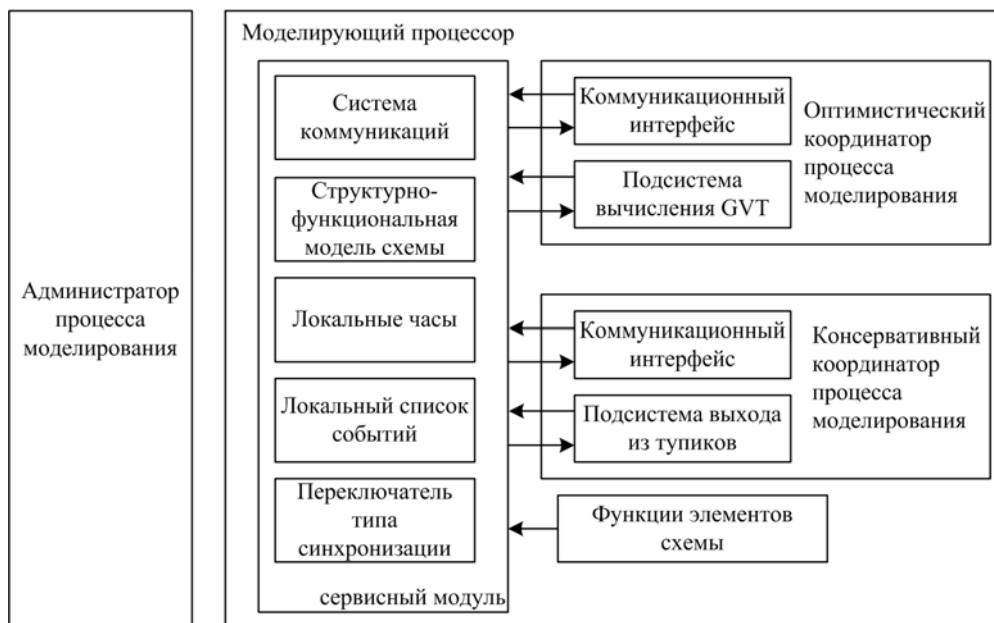 Администратор
процесса
моделирования
Моделирующий процессор
Система
коммуникаций
Структурно-
функциональная
модель схемы
Локальные часы
Локальный список
событий
Переключатель
типа
синхронизации
сервисный модуль
Коммуникационный
интерфейс
Подсистема
вычисления GVT
Оптимистический
координатор
процесса
моделирования
Коммуникационный
интерфейс
Подсистема выхода
из тупиков
Консервативный
координатор
процесса
моделирования
Функции элементов
схемы